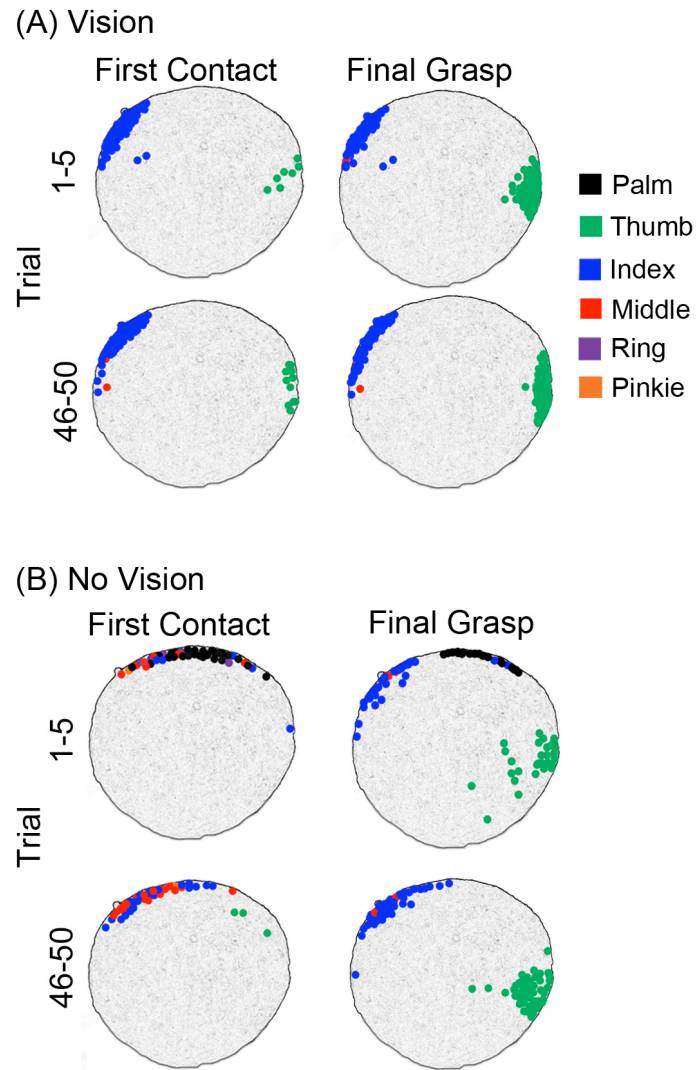 (A) Vision
First Contact
Final Grasp
1-5
Trial
46-50
Palm
Thumb
Index
Middle
Ring
Pinkie
(B) No Vision
First Contact
Final Grasp
1-5
Trial
46-50